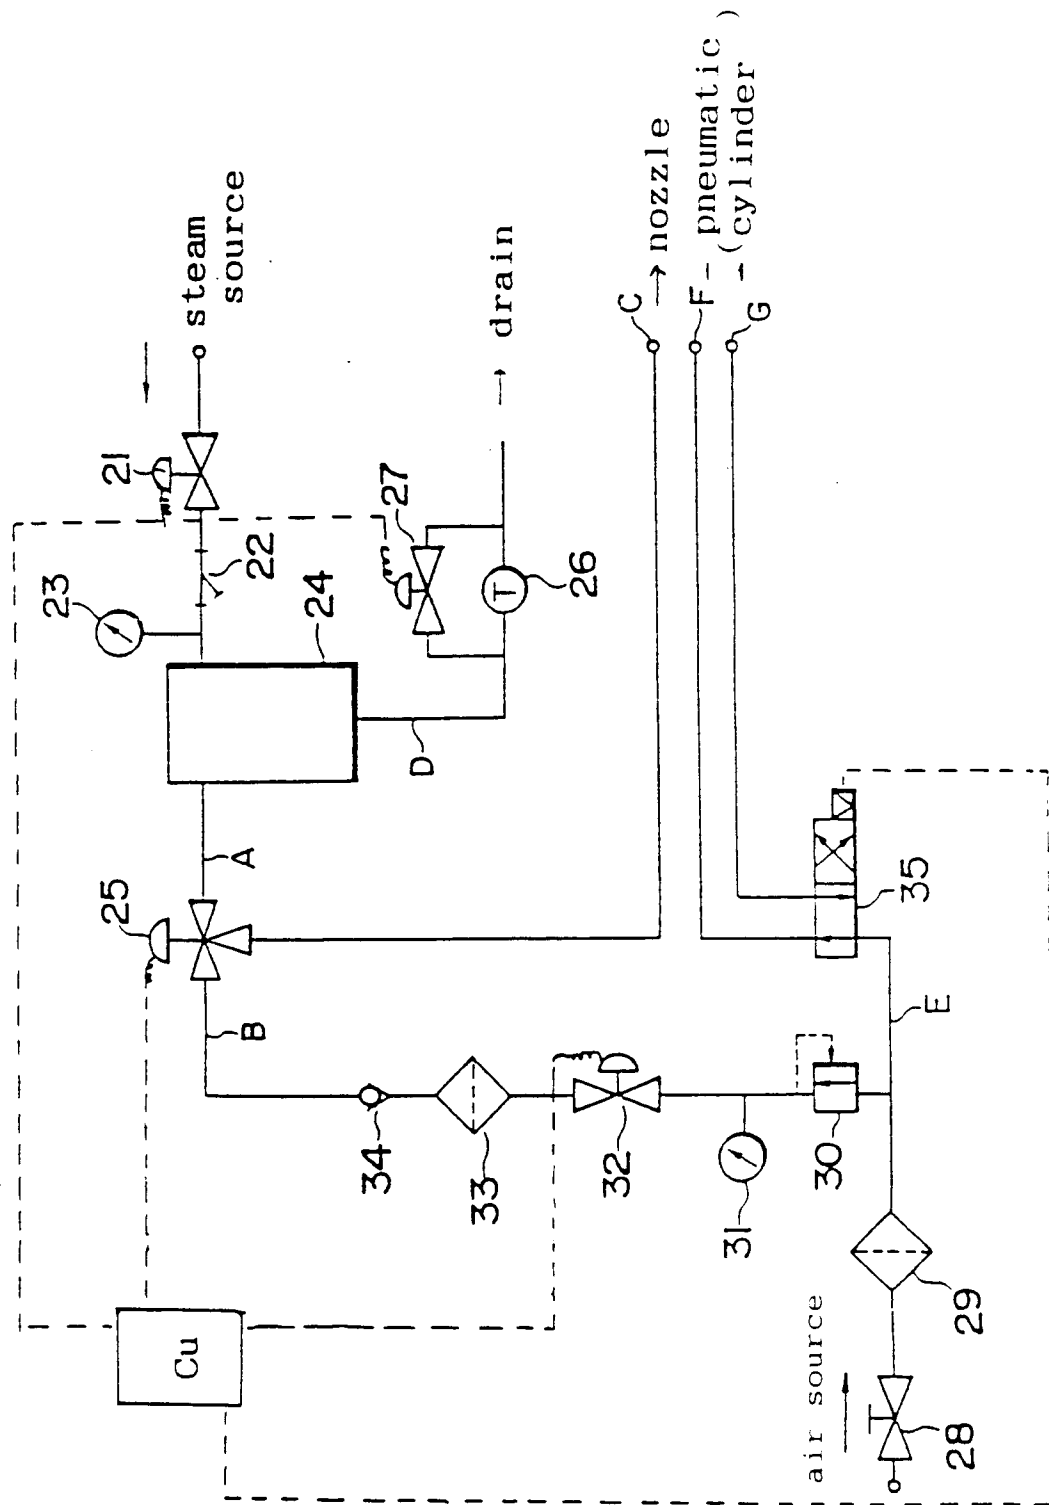 steam
source
21
22
23
24
→ drain
27
26
T
D
A
25
B
C
→ nozzle
F – ( pneumatic )
G – cylinder
34
33
32
31
30
35
E
29
28
air source
Cu